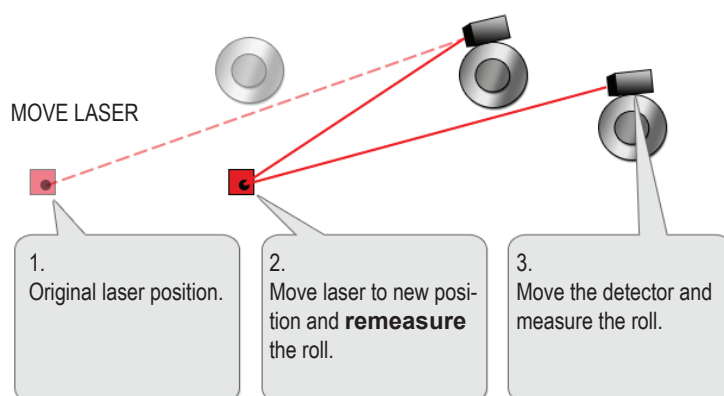 MOVE LASER
1.
Original laser position.
2.
Move laser to new posi-
tion and remeasure
the roll.
3.
Move the detector and
measure the roll.